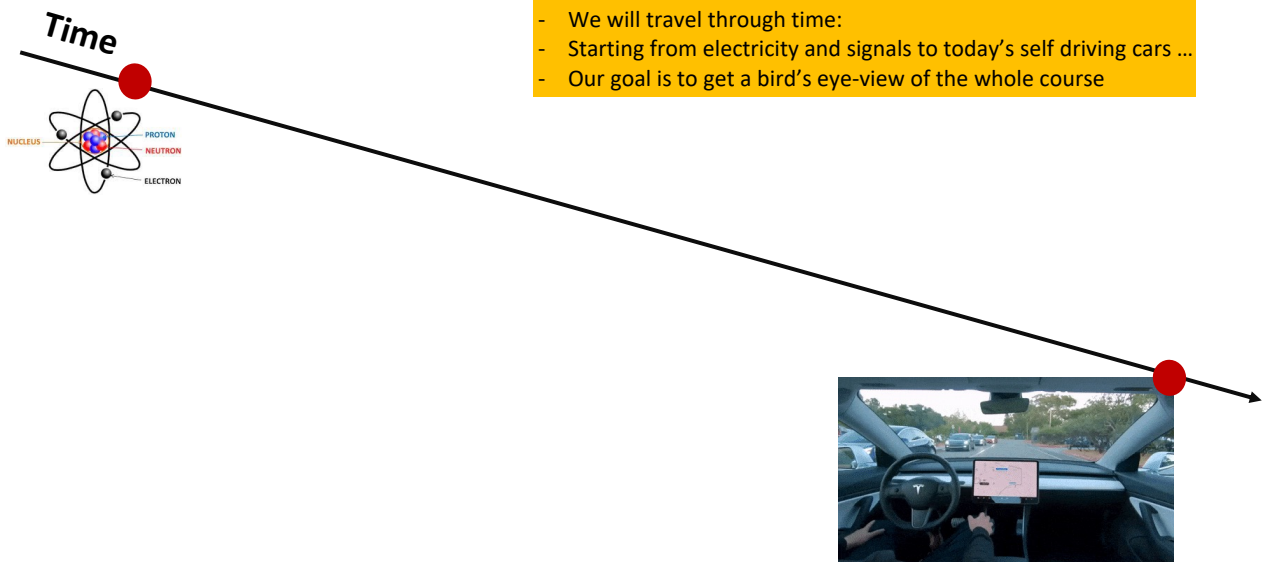 Time
- We will travel through time:
- Starting from electricity and signals to today's self driving cars …
- Our goal is to get a bird's eye-view of the whole course
NUCLEUS
PROTON
NEUTRON
ELECTRON